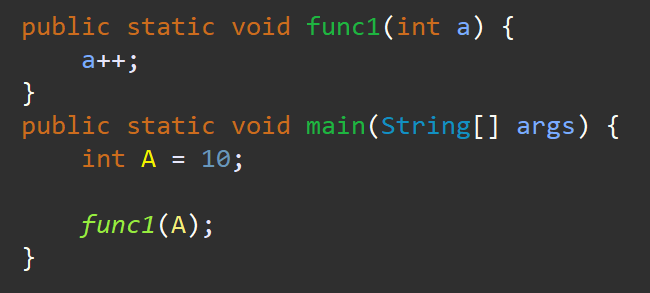 public static void func1(int a) {
    a++;
}
public static void main(String[] args) {
    int A = 10;

    func1(A);
}